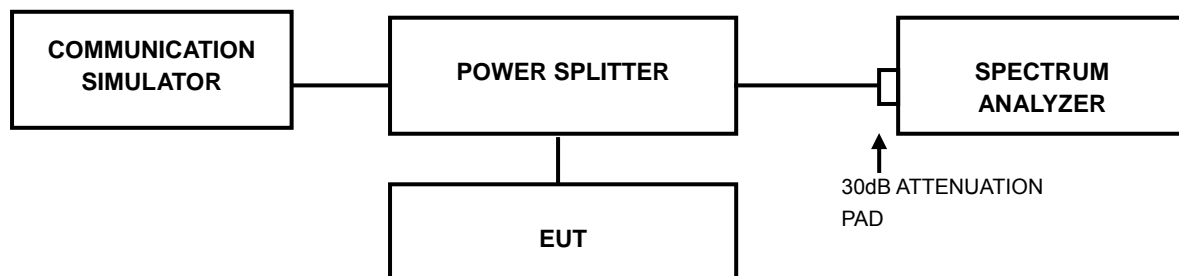 COMMUNICATION
SIMULATOR
POWER SPLITTER
SPECTRUM
ANALYZER
30dB ATTENUATION
PAD
EUT